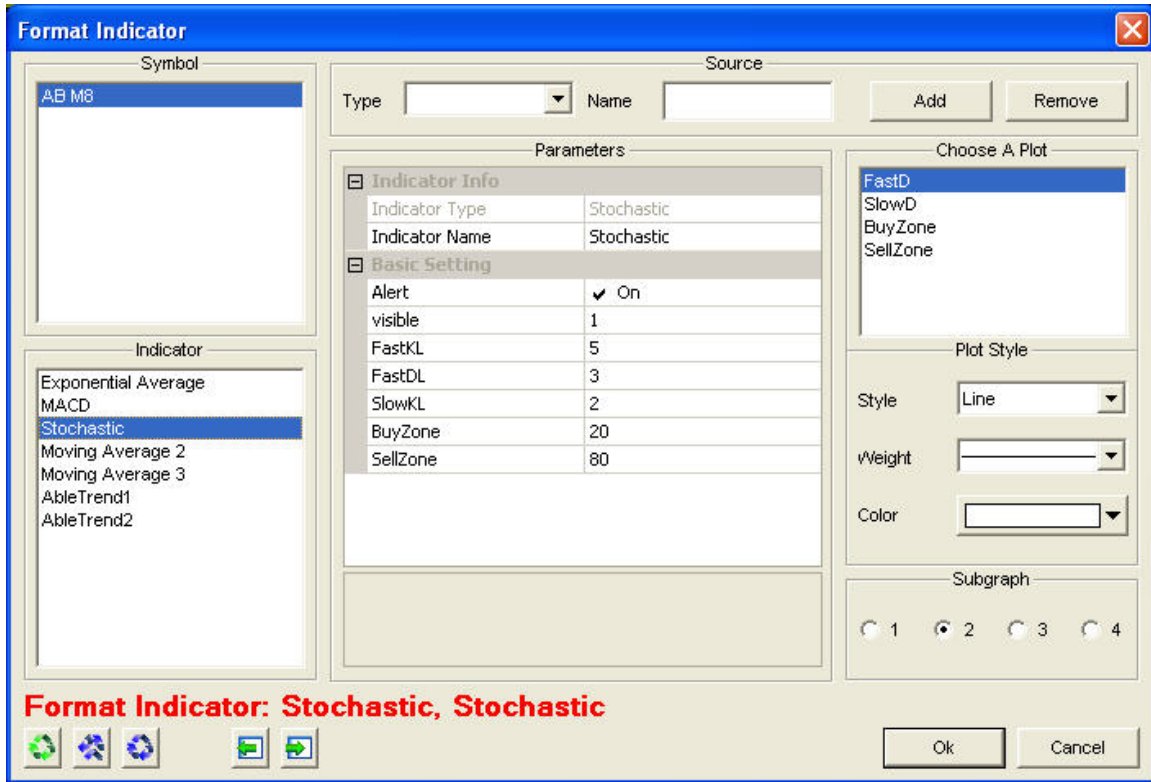 Format Indicator
Symbol
AB M8
Source
Type
Name
Add
Remove
Parameters
Indicator Info
Indicator Type Stochastic
Indicator Name Stochastic
Basic Setting
Alert On
visible 1
FastKL 5
FastDL 3
SlowKL 2
BuyZone 20
SellZone 80
Choose A Plot
FastD
SlowD
BuyZone
SellZone
Indicator
Exponential Average
MACD
Stochastic
Moving Average 2
Moving Average 3
AbleTrend1
AbleTrend2
Plot Style
Style Line
Weight
Color
Subgraph
1 2 3 4
Format Indicator: Stochastic, Stochastic
Ok
Cancel